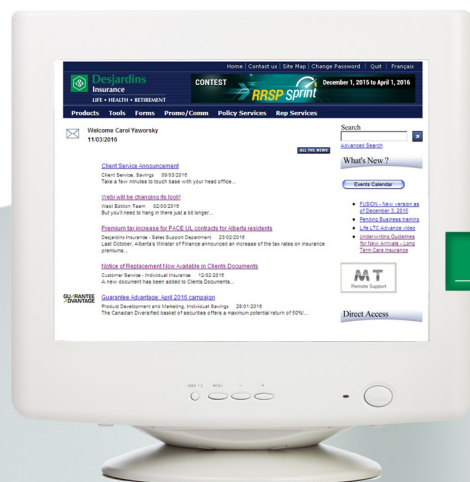 Home | Contact us | Site Map | Change Password | Quit | Français
Desjardins
Insurance
LIFE • HEALTH • RETIREMENT
CONTEST
RRSP Sprint
December 1, 2015 to April 1, 2016
Products Tools Forms Promo/Comm Policy Services Rep Services
Welcome Carol Yaworsky
11/03/2016
ALL THE NEWS
Client Service Announcement
Client Service, Savings 09/03/2016
Take a few minutes to touch base with your head office...
Webi will be changing its look!
Webi Edition Team 02/03/2016
But you'll need to hang in there just a bit longer...
Premium tax increase for PACE UL contracts for Alberta residents
Desjardins Insurance - Sales Support Department 23/02/2016
Last October, Alberta's Minister of Finance announced an increase of the tax rates on insurance
premiums...
Notice of Replacement Now Available in Clients Documents
Customer Service - Individual Insurance 12/02/2016
A new document has been added to Clients Documents...
GUARANTEE
ADVANTAGE
Guarantee Advantage: April 2016 campaign
Product Development and Marketing, Individual Savings 28/01/2016
The Canadian Diversified basket of securities offers a maximum potential return of 50%!...
Search
Advanced Search
What's New ?
Events Calendar
FUSION - New version as
of December 3, 2015
Pending Business training
Life LTC Advance video
Underwriting Guidelines
for New Arrivals - Long
Term Care Insurance
MT
Remote Support
Direct Access
MENU